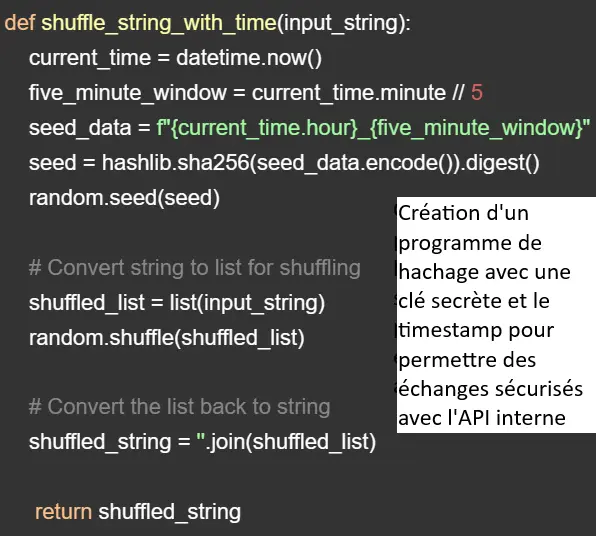 def shuffle_string_with_time(input_string):
current_time = datetime.now()
five_minute_window = current_time.minute // 5
seed_data = f"{current_time.hour}_{five_minute_window}"
seed = hashlib.sha256(seed_data.encode()).digest()
random.seed(seed)
# Convert string to list for shuffling
shuffled_list = list(input_string)
random.shuffle(shuffled_list)
# Convert the list back to string
shuffled_string = ''.join(shuffled_list)
return shuffled_string
Création d'un
programme de
hachage avec une
clé secrète et le
timestamp pour
permettre des
échanges sécurisés
avec l'API interne